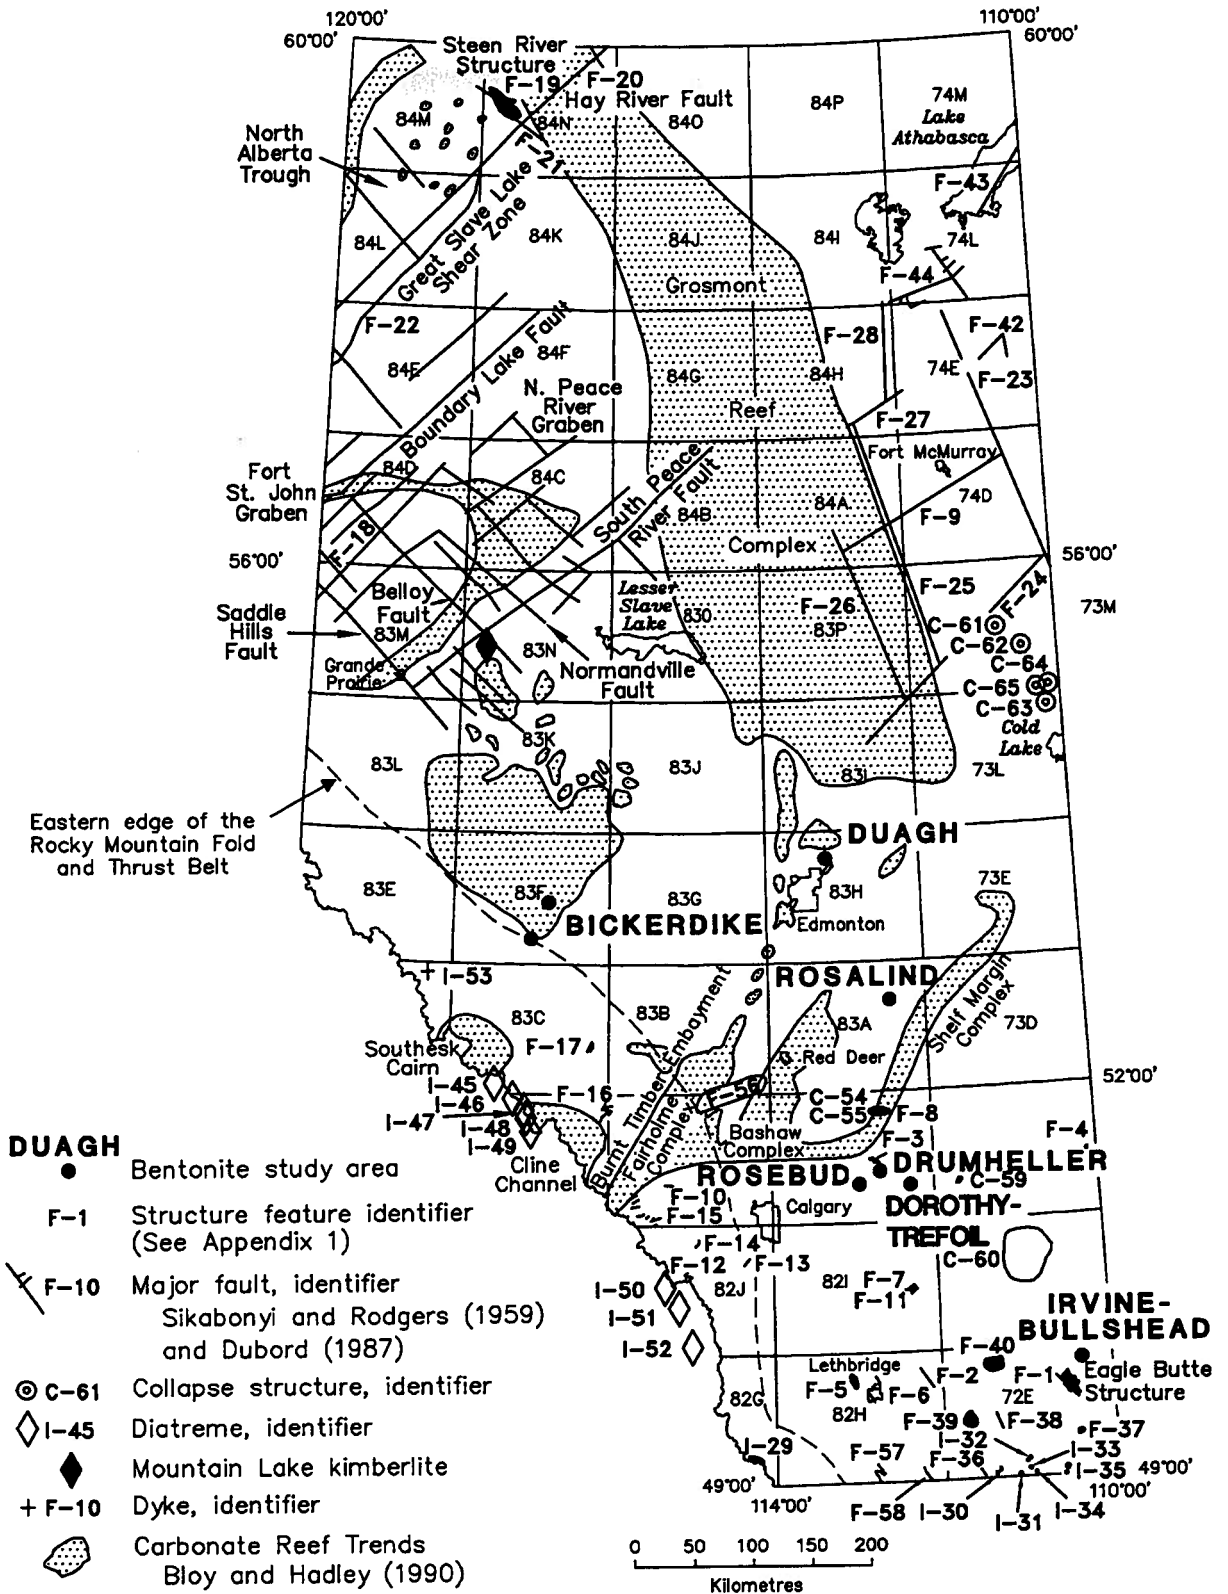 120°00'
110°00'
60°00'
60°00'
Steen River
Structure
F-19
F-20
Hay River Fault
84P
74M
Lake
Athabasca
84M
84N
84O
North
Alberta
Trough
F-21
F-43
Great Slave Lake
Shear Zone
84L
84K
84J
84I
74L
F-44
Grosmont
F-22
Boundary Lake Fault
84F
F-28
F-42
84E
N. Peace
River
Graben
84G
84H
74E
F-23
Reef
F-27
Fort McMurray
Fort
St. John
Graben
84D
84C
South Peace
River Fault
84B
84A
74D
F-9
F-18
Complex
56°00'
56°00'
Belloy
Fault
Lesser
Slave
Lake
83O
F-26
83P
F-25
F-24
73M
Saddle
Hills
Fault
83M
83N
C-61
C-62
C-64
C-65
C-63
Grande
Prairie
Normandville
Fault
Cold
Lake
83K
83L
83J
83I
73L
Eastern edge of the
Rocky Mountain Fold
and Thrust Belt
DUAGH
83E
83F
83G
83H
73E
BICKERDIKE
Edmonton
I-53
ROSALIND
83C
83B
83A
73D
Shelf Margin
Complex
Burnt Timber Embayment
Fairholme
Complex
Southesk
Cairn
F-17
Red Deer
52°00'
I-45
I-46
I-47
I-48
I-49
F-16
F-56
C-54
C-55
F-8
Bashaw
Complex
F-3
F-4
Cline
Channel
ROSEBUD
DRUMHELLER
C-59
F-10
F-15
Calgary
DOROTHY-
TREFOIL
F-14
F-12
F-13
C-60
82J
82I
F-7
F-11
I-50
I-51
I-52
IRVINE-
BULLSHEAD
F-40
Lethbridge
F-5
F-6
F-2
F-1
Eagle Butte
Structure
82G
82H
72E
F-39
F-38
F-37
I-32
I-33
I-29
F-57
F-36
I-35
49°00'
49°00'
114°00'
110°00'
F-58
I-30
I-31
I-34
DUAGH
Bentonite study area
F-1 Structure feature identifier
(See Appendix 1)
F-10 Major fault, identifier
Sikabonyi and Rodgers (1959)
and Dubord (1987)
C-61 Collapse structure, identifier
I-45 Diatreme, identifier
Mountain Lake kimberlite
+ F-10 Dyke, identifier
Carbonate Reef Trends
Bloy and Hadley (1990)
0 50 100 150 200
Kilometres